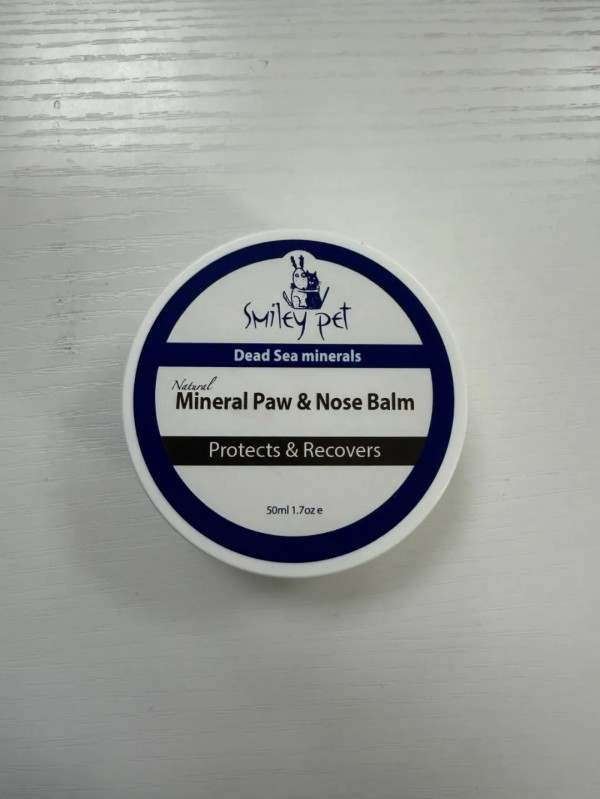 Smiley pet
Dead Sea minerals
Natural
Mineral Paw & Nose Balm
Protects & Recovers
50ml 1.7oz e